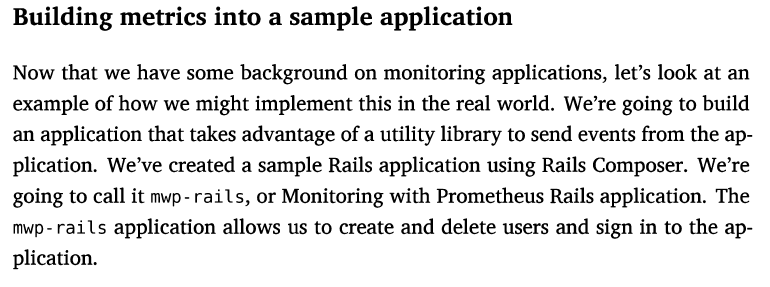 Building metrics into a sample application
Now that we have some background on monitoring applications, let’s look at an
example of how we might implement this in the real world. We’re going to build
an application that takes advantage of a utility library to send events from the ap-
plication. We’ve created a sample Rails application using Rails Composer. We’re
going to call it mwp-rails, or Monitoring with Prometheus Rails application. The
mwp-rails application allows us to create and delete users and sign in to the ap-
plication.